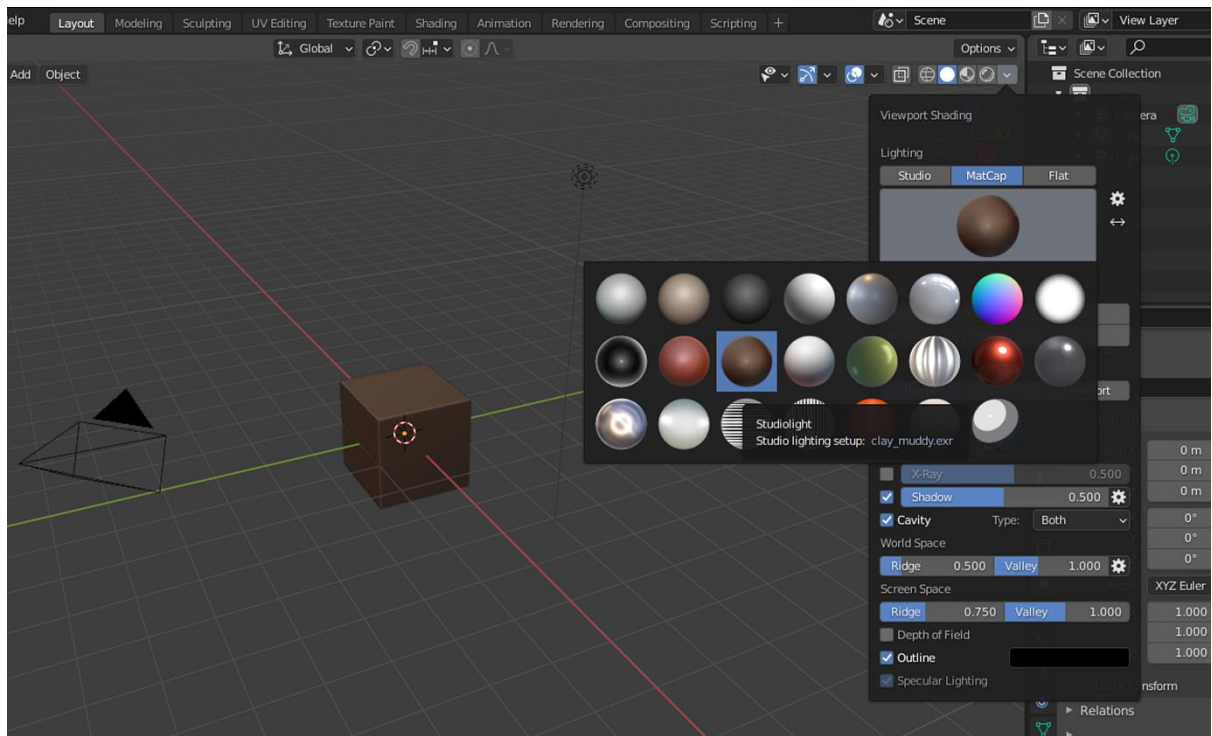 elp Layout Modeling Sculpting UV Editing Texture Paint Shading Animation Rendering Compositing Scripting + Scene View Layer
Global Options
Add Object Scene Collection
Viewport Shading
Lighting
Studio MatCap Flat
Studiolight
Studio lighting setup: clay_muddy.exr
X-Ray 0.500
Shadow 0.500
Cavity Type: Both
World Space
Ridge 0.500 Valley 1.000
Screen Space
Ridge 0.750 Valley 1.000
Depth of Field
Outline
Specular Lighting
era
ort
0 m
0 m
0 m
0°
0°
0°
XYZ Euler
1.000
1.000
1.000
nsform
Relations